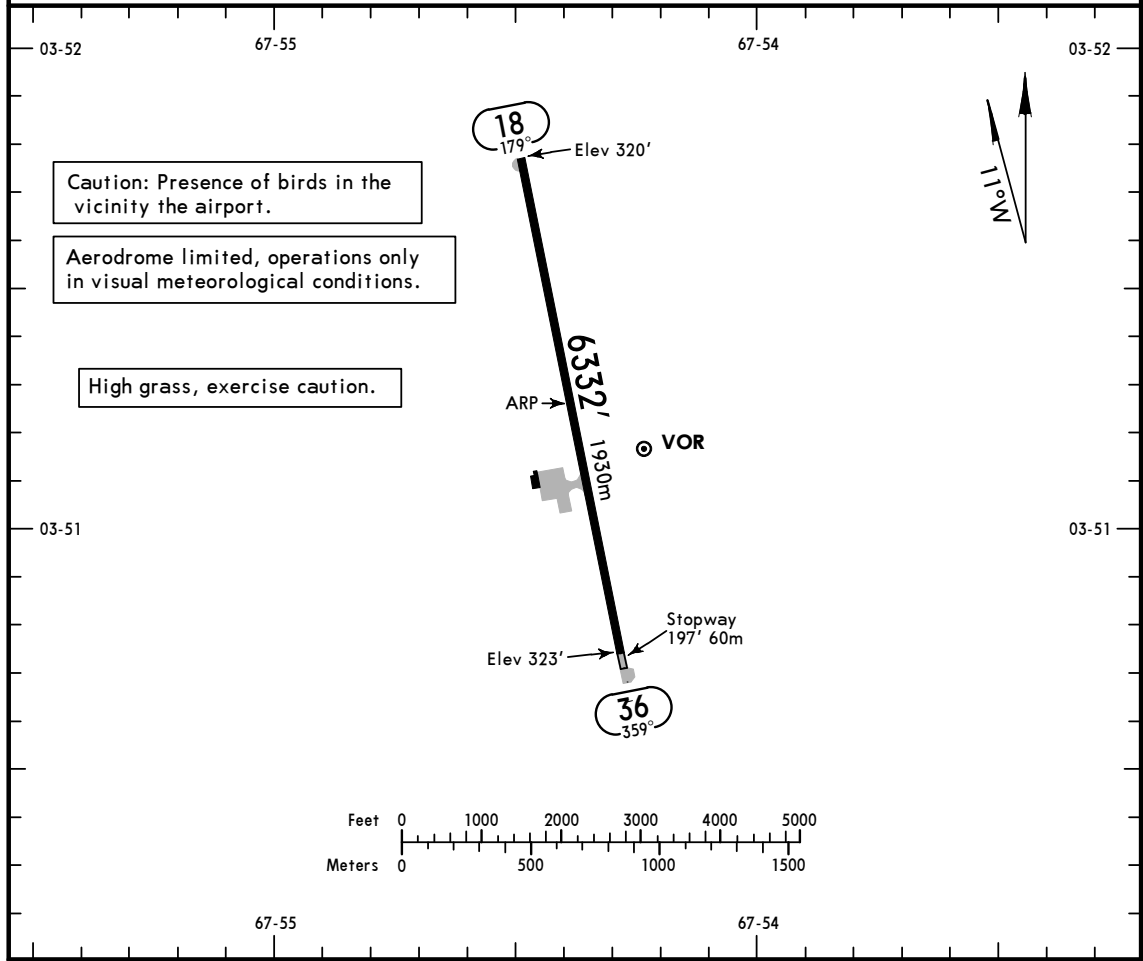 67-55
67-54
03-52
03-52
18
179°
Elev 320'
11°W
Caution: Presence of birds in the
vicinity the airport.
Aerodrome limited, operations only
in visual meteorological conditions.
6332'
High grass, exercise caution.
ARP
VOR
1930m
03-51
03-51
Stopway
197' 60m
Elev 323'
36
359°
Feet 0 1000 2000 3000 4000 5000
Meters 0 500 1000 1500
67-55
67-54